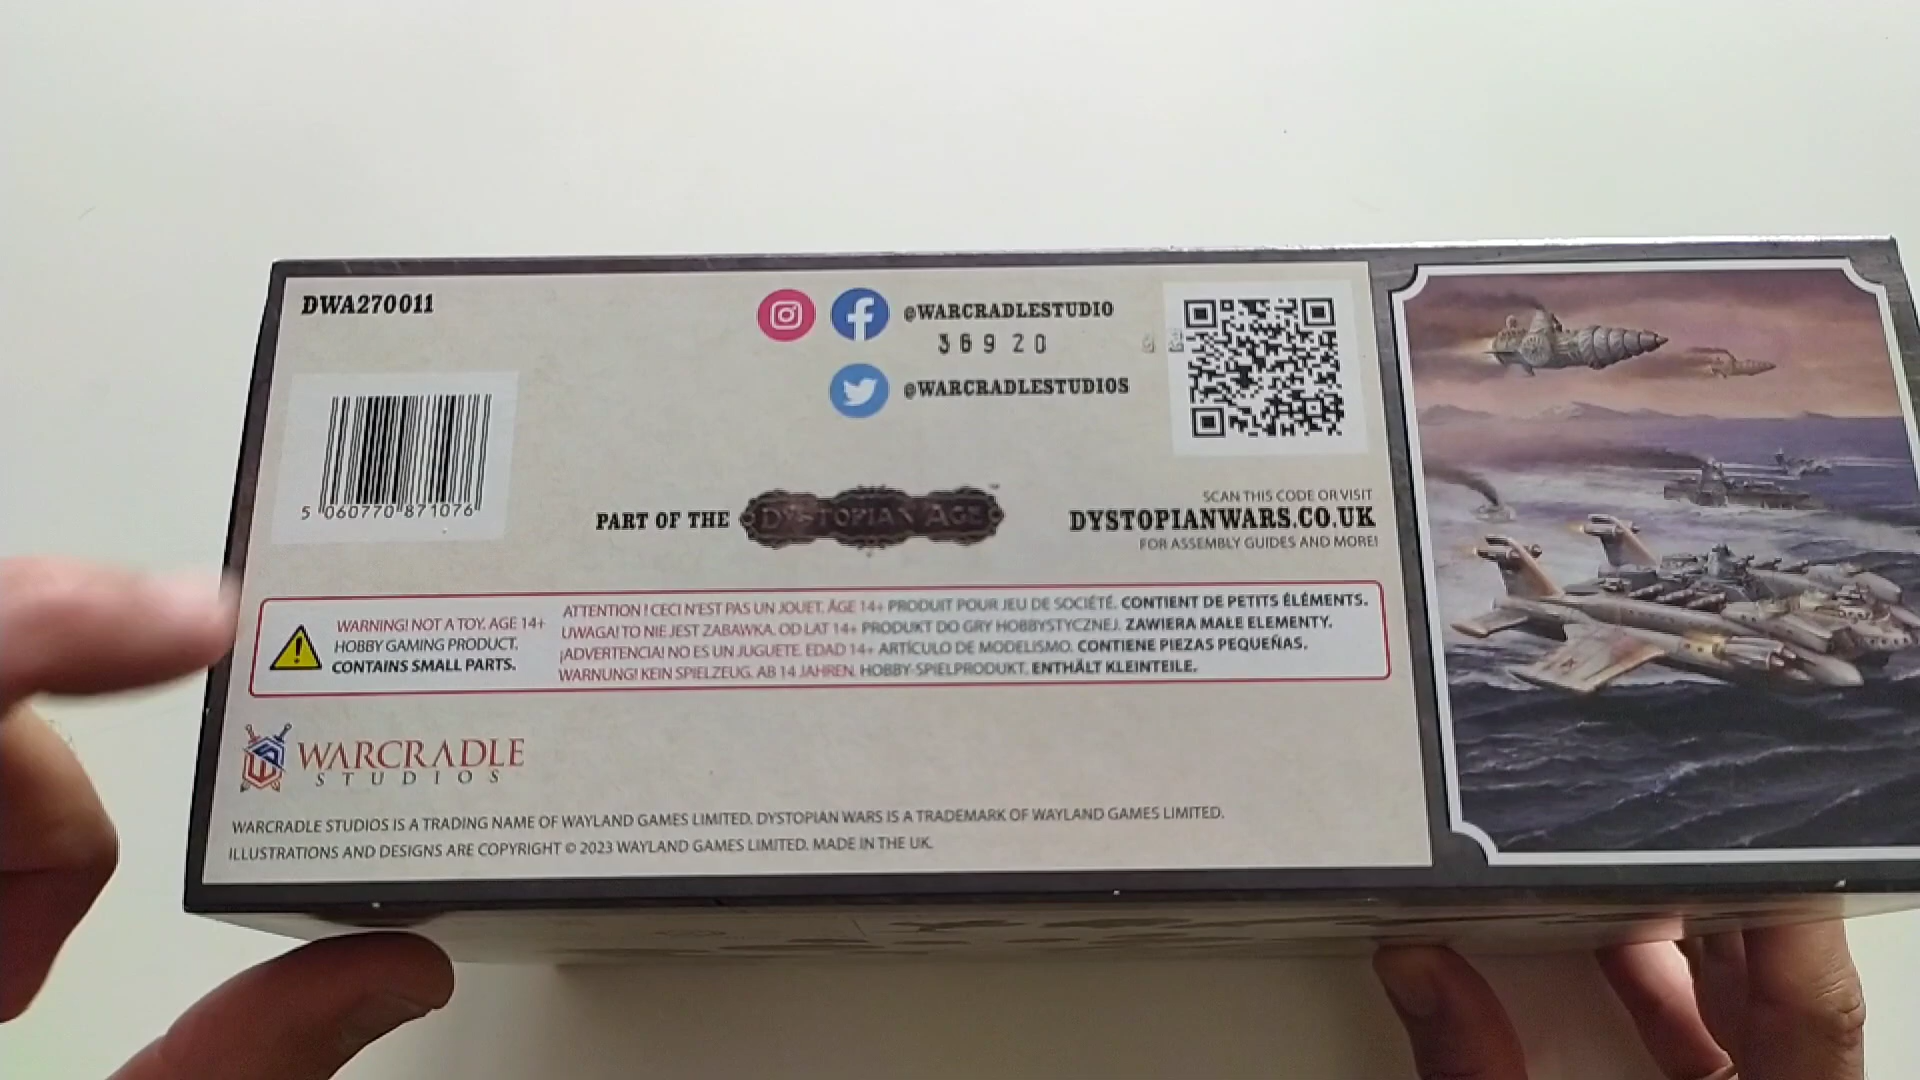 DWA270011
@WARCRADLESTUDIO
36920
@WARCRADLESTUDIOS
5 060770 871076
PART OF THE DYSTOPIAN AGE
SCAN THIS CODE OR VISIT
DYSTOPIANWARS.CO.UK
FOR ASSEMBLY GUIDES AND MORE!
WARNING! NOT A TOY. AGE 14+
HOBBY GAMING PRODUCT.
CONTAINS SMALL PARTS.
ATTENTION ! CECI N'EST PAS UN JOUET. ÂGE 14+ PRODUIT POUR JEU DE SOCIÉTÉ. CONTIENT DE PETITS ÉLÉMENTS.
UWAGA! TO NIE JEST ZABAWKA. OD LAT 14+ PRODUKT DO GRY HOBBYSTYCZNEJ. ZAWIERA MAŁE ELEMENTY.
¡ADVERTENCIA! NO ES UN JUGUETE. EDAD 14+ ARTÍCULO DE MODELISMO. CONTIENE PIEZAS PEQUEÑAS.
WARNUNG! KEIN SPIELZEUG. AB 14 JAHREN. HOBBY-SPIELPRODUKT. ENTHÄLT KLEINTEILE.
WARCRADLE
STUDIOS
WARCRADLE STUDIOS IS A TRADING NAME OF WAYLAND GAMES LIMITED. DYSTOPIAN WARS IS A TRADEMARK OF WAYLAND GAMES LIMITED.
ILLUSTRATIONS AND DESIGNS ARE COPYRIGHT © 2023 WAYLAND GAMES LIMITED. MADE IN THE UK.